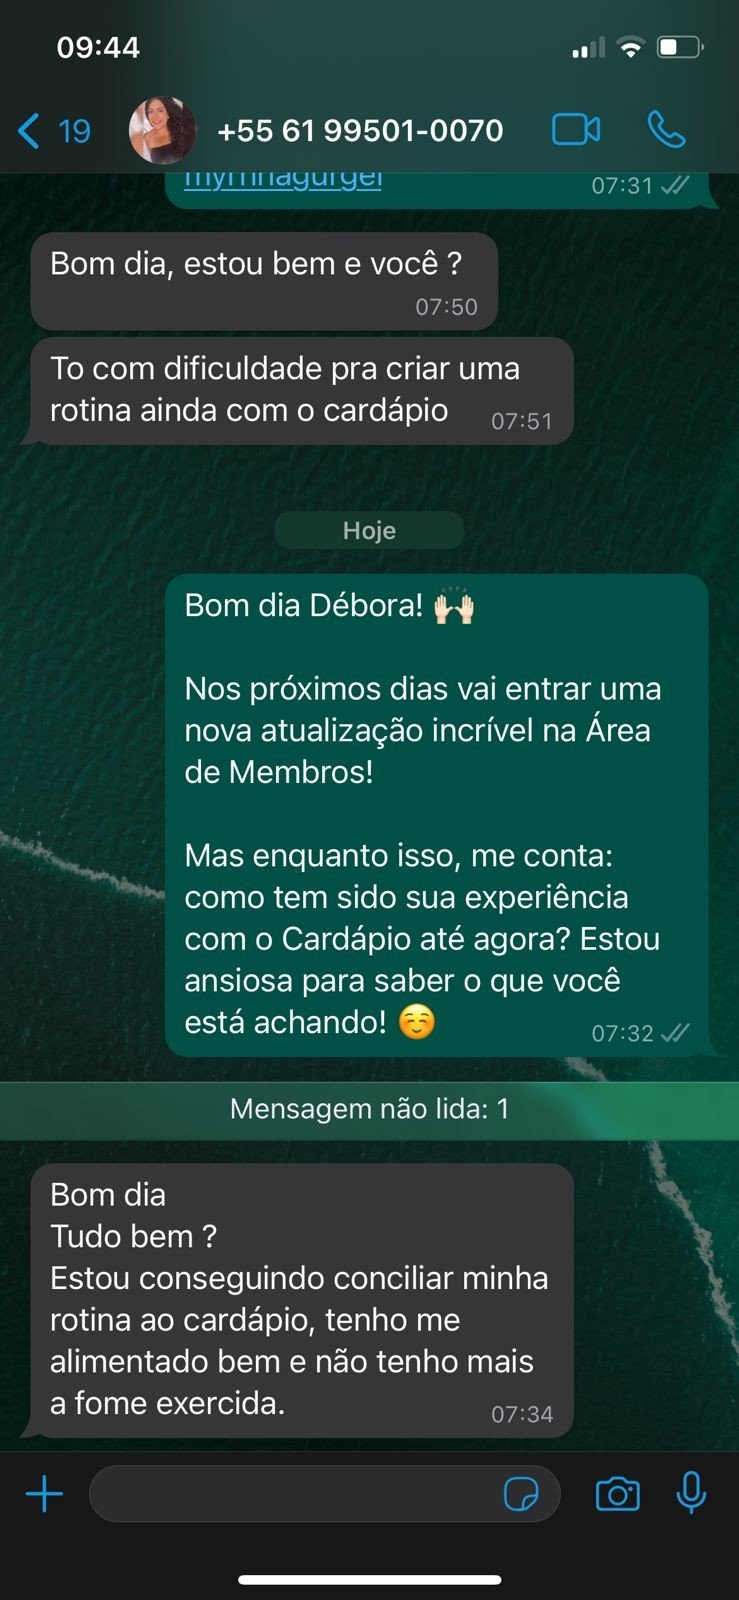 09:44
19
+55 61 99501-0070
myrnnagurgel
07:31
Bom dia, estou bem e você ?
07:50
To com dificuldade pra criar uma
rotina ainda com o cardápio
07:51
Hoje
Bom dia Débora! 🙌🏻
Nos próximos dias vai entrar uma
nova atualização incrível na Área
de Membros!
Mas enquanto isso, me conta:
como tem sido sua experiência
com o Cardápio até agora? Estou
ansiosa para saber o que você
está achando! ☺️
07:32
Mensagem não lida: 1
Bom dia
Tudo bem ?
Estou conseguindo conciliar minha
rotina ao cardápio, tenho me
alimentado bem e não tenho mais
a fome exercida.
07:34